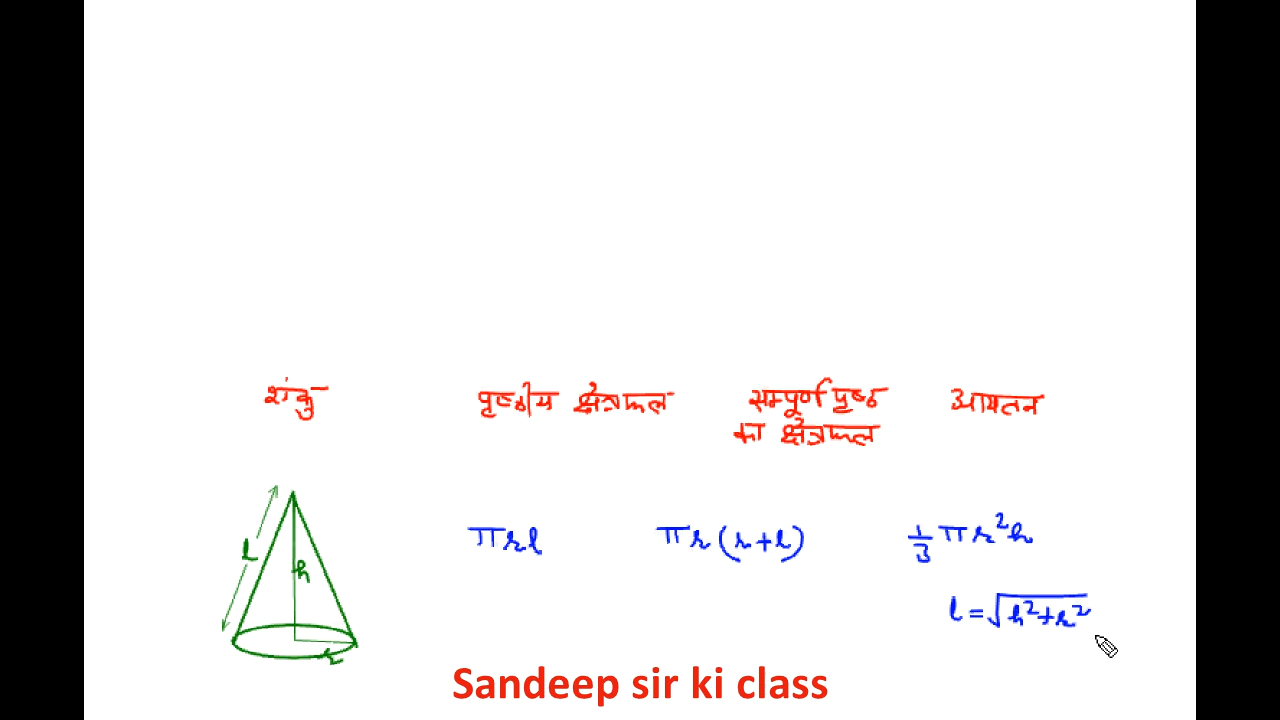 शंकु पृष्ठीय क्षेत्रफल सम्पूर्ण पृष्ठ का क्षेत्रफल आयतन
l
h
r
πrl πr(r+l) 1/3 πr²h
l=√h²+r²
Sandeep sir ki class